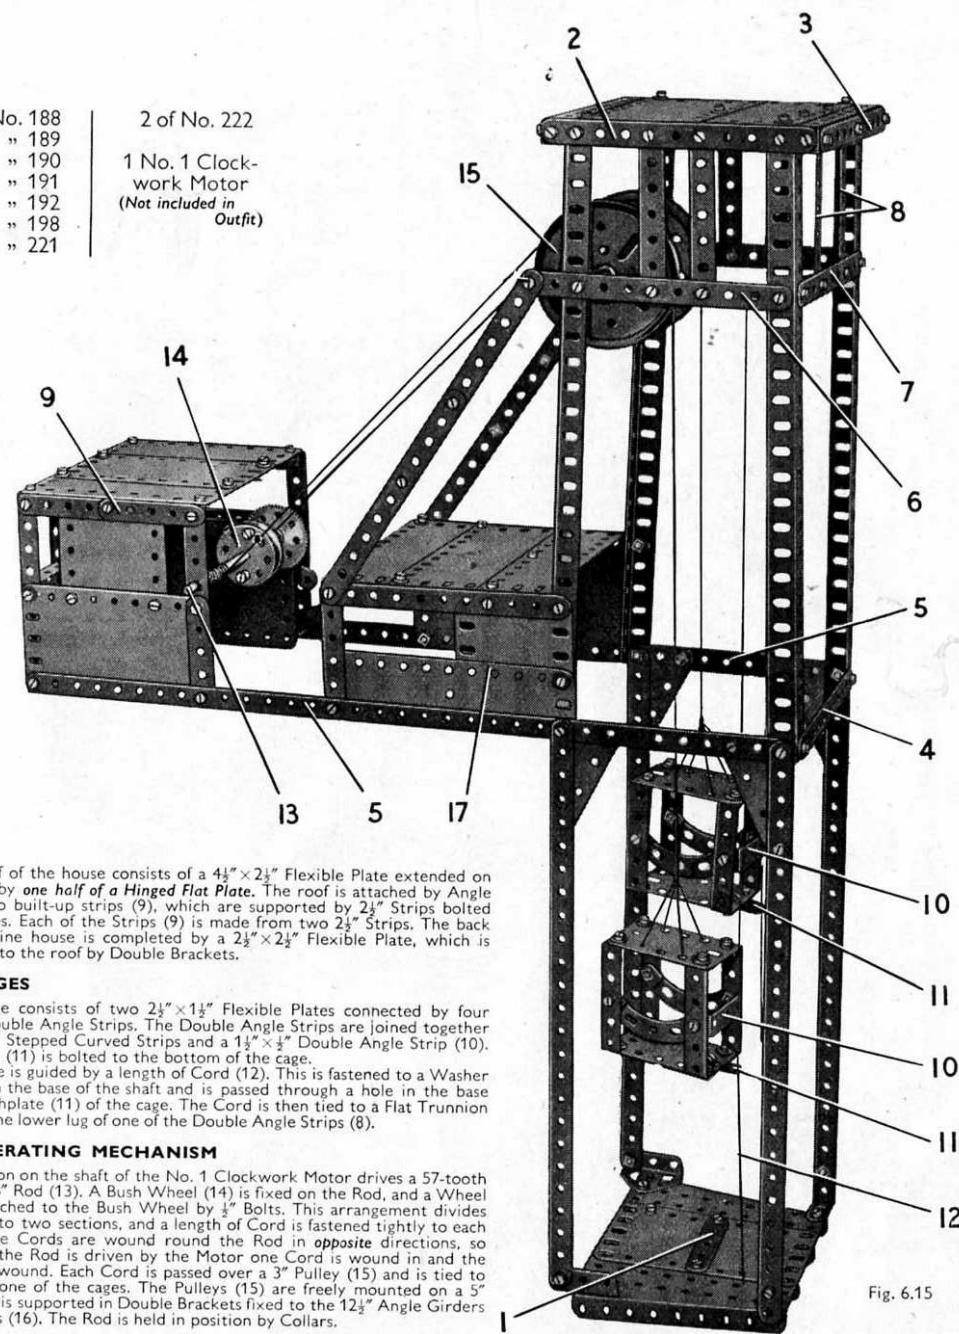 No. 188
„ 189
„ 190
„ 191
„ 192
„ 198
„ 221
2 of No. 222
1 No. 1 Clock-
work Motor
(Not included in
Outfit)
2
3
15
8
14
9
7
6
5
4
13
5
17
10
11
10
11
12
1
f of the house consists of a 4½″ × 2½″ Flexible Plate extended on
by one half of a Hinged Flat Plate. The roof is attached by Angle
o built-up strips (9), which are supported by 2½″ Strips bolted
s. Each of the Strips (9) is made from two 2½″ Strips. The back
ine house is completed by a 2½″ × 2½″ Flexible Plate, which is
to the roof by Double Brackets.
GES
e consists of two 2½″ × 1½″ Flexible Plates connected by four
uble Angle Strips. The Double Angle Strips are joined together
Stepped Curved Strips and a 1½″ × ½″ Double Angle Strip (10).
(11) is bolted to the bottom of the cage.
e is guided by a length of Cord (12). This is fastened to a Washer
n the base of the shaft and is passed through a hole in the base
hplate (11) of the cage. The Cord is then tied to a Flat Trunnion
he lower lug of one of the Double Angle Strips (8).
ERATING MECHANISM
on on the shaft of the No. 1 Clockwork Motor drives a 57-tooth
″ Rod (13). A Bush Wheel (14) is fixed on the Rod, and a Wheel
ched to the Bush Wheel by ½″ Bolts. This arrangement divides
to two sections, and a length of Cord is fastened tightly to each
e Cords are wound round the Rod in opposite directions, so
the Rod is driven by the Motor one Cord is wound in and the
wound. Each Cord is passed over a 3″ Pulley (15) and is tied to
one of the cages. The Pulleys (15) are freely mounted on a 5″
is supported in Double Brackets fixed to the 12½″ Angle Girders
s (16). The Rod is held in position by Collars.
Fig. 6.15